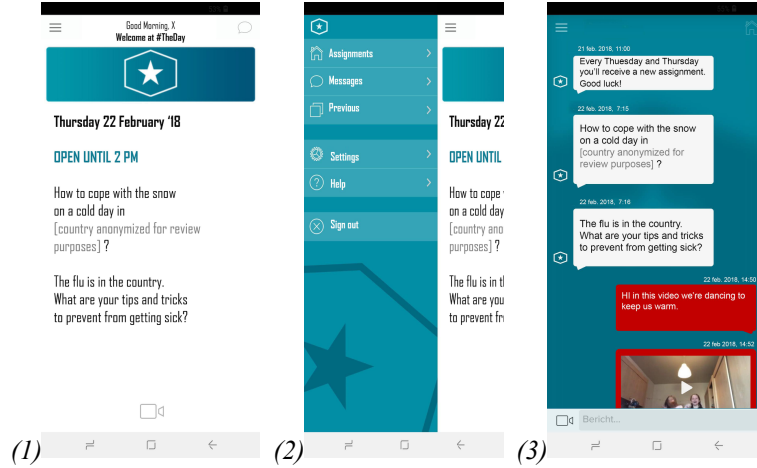 Good Morning, X
Welcome at #TheDay
Thursday 22 February ‘18
OPEN UNTIL 2 PM
How to cope with the snow
on a cold day in
[country anonymized for review
purposes] ?
The flu is in the country.
What are your tips and tricks
to prevent from getting sick?
(1)
Assignments
Messages
Previous
Settings
Help
Sign out
Thursday 22
OPEN UNTIL
How to cope
on a cold day
[country ano
purposes] ?
The flu is in th
What are you
to prevent fr
(2)
21 feb. 2018, 11:00
Every Thuesday and Thursday
you'll receive a new assignment.
Good luck!
22 feb. 2018, 7:15
How to cope with the snow
on a cold day in
[country anonymized for
review purposes] ?
22 feb. 2018, 7:16
The flu is in the country.
What are your tips and tricks
to prevent from getting sick?
22 feb 2018, 14:50
HI in this video we're dancing to
keep us warm.
22 feb 2018, 14:52
Bericht...
(3)